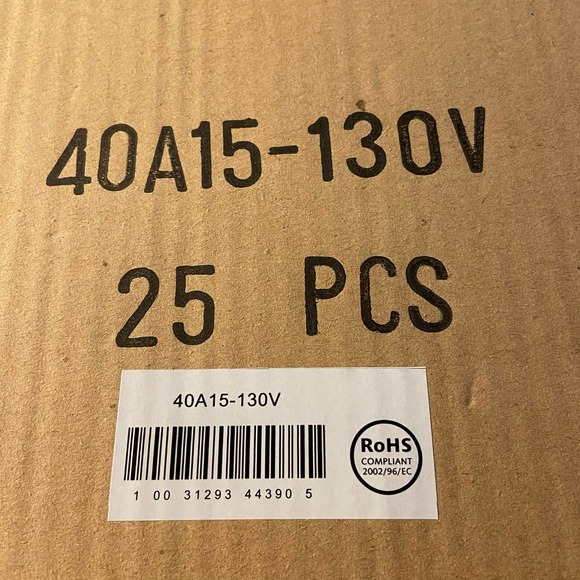 40A15-130V
25 PCS
40A15-130V
1 00 31293 44390 5
RoHS
COMPLIANT
2002/96/EC